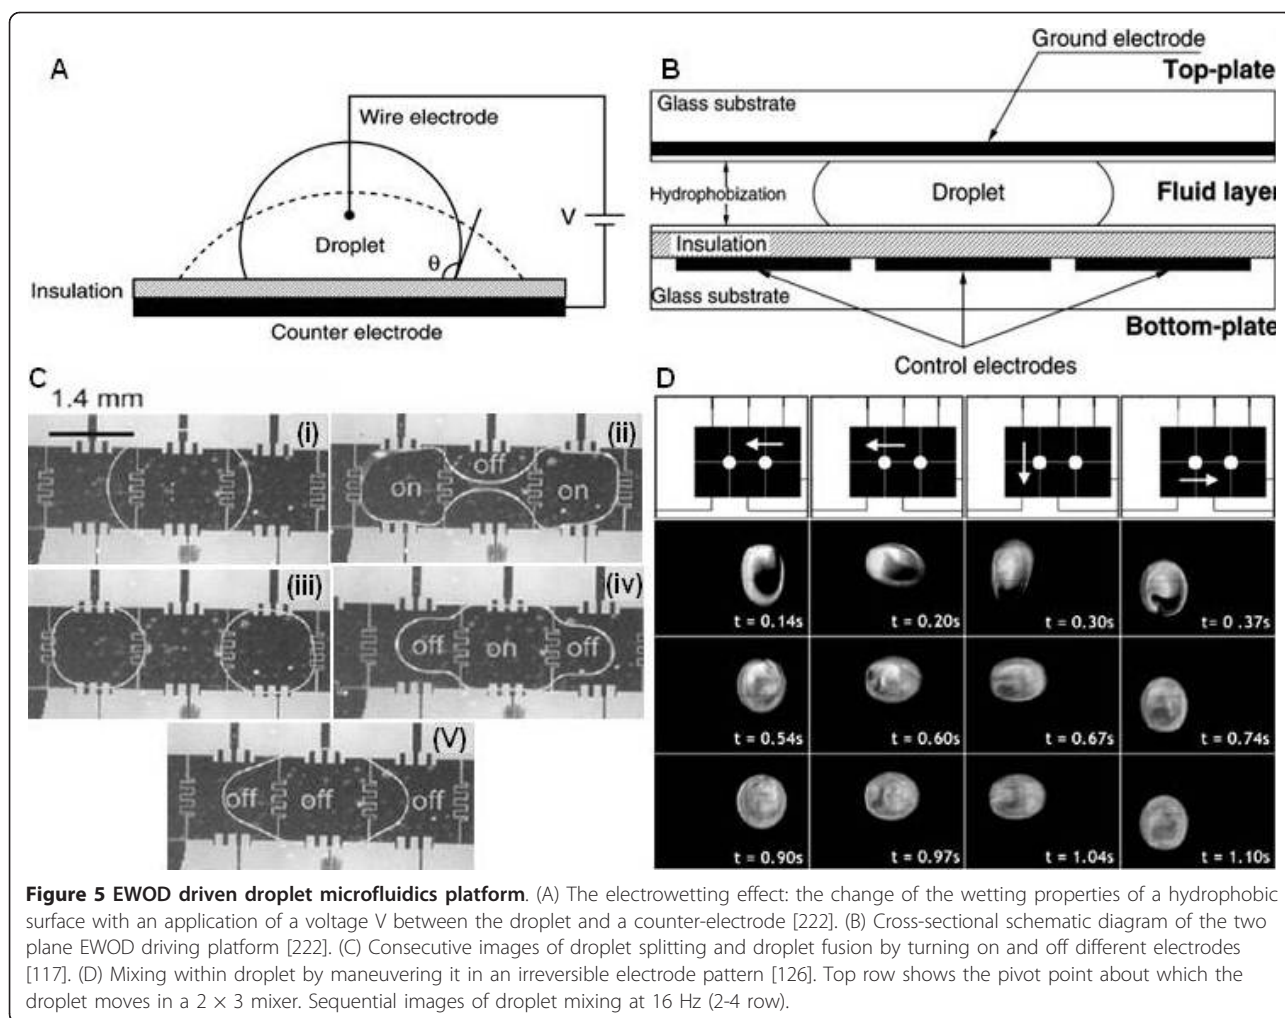 A
Wire electrode
V
Droplet
θ
Insulation
Counter electrode
B
Ground electrode
Top-plate
Glass substrate
Hydrophobization
Droplet
Fluid layer
Insulation
Glass substrate
Bottom-plate
Control electrodes
C
1.4 mm
(i)
(ii)
off
on
on
(iii)
(iv)
off
on
off
(V)
off
off
off
D
t = 0.14s
t = 0.20s
t = 0.30s
t = 0.37s
t = 0.54s
t = 0.60s
t = 0.67s
t = 0.74s
t = 0.90s
t = 0.97s
t = 1.04s
t = 1.10s
Figure 5 EWOD driven droplet microfluidics platform. (A) The electrowetting effect: the change of the wetting properties of a hydrophobic
surface with an application of a voltage V between the droplet and a counter-electrode [222]. (B) Cross-sectional schematic diagram of the two
plane EWOD driving platform [222]. (C) Consecutive images of droplet splitting and droplet fusion by turning on and off different electrodes
[117]. (D) Mixing within droplet by maneuvering it in an irreversible electrode pattern [126]. Top row shows the pivot point about which the
droplet moves in a 2 × 3 mixer. Sequential images of droplet mixing at 16 Hz (2-4 row).